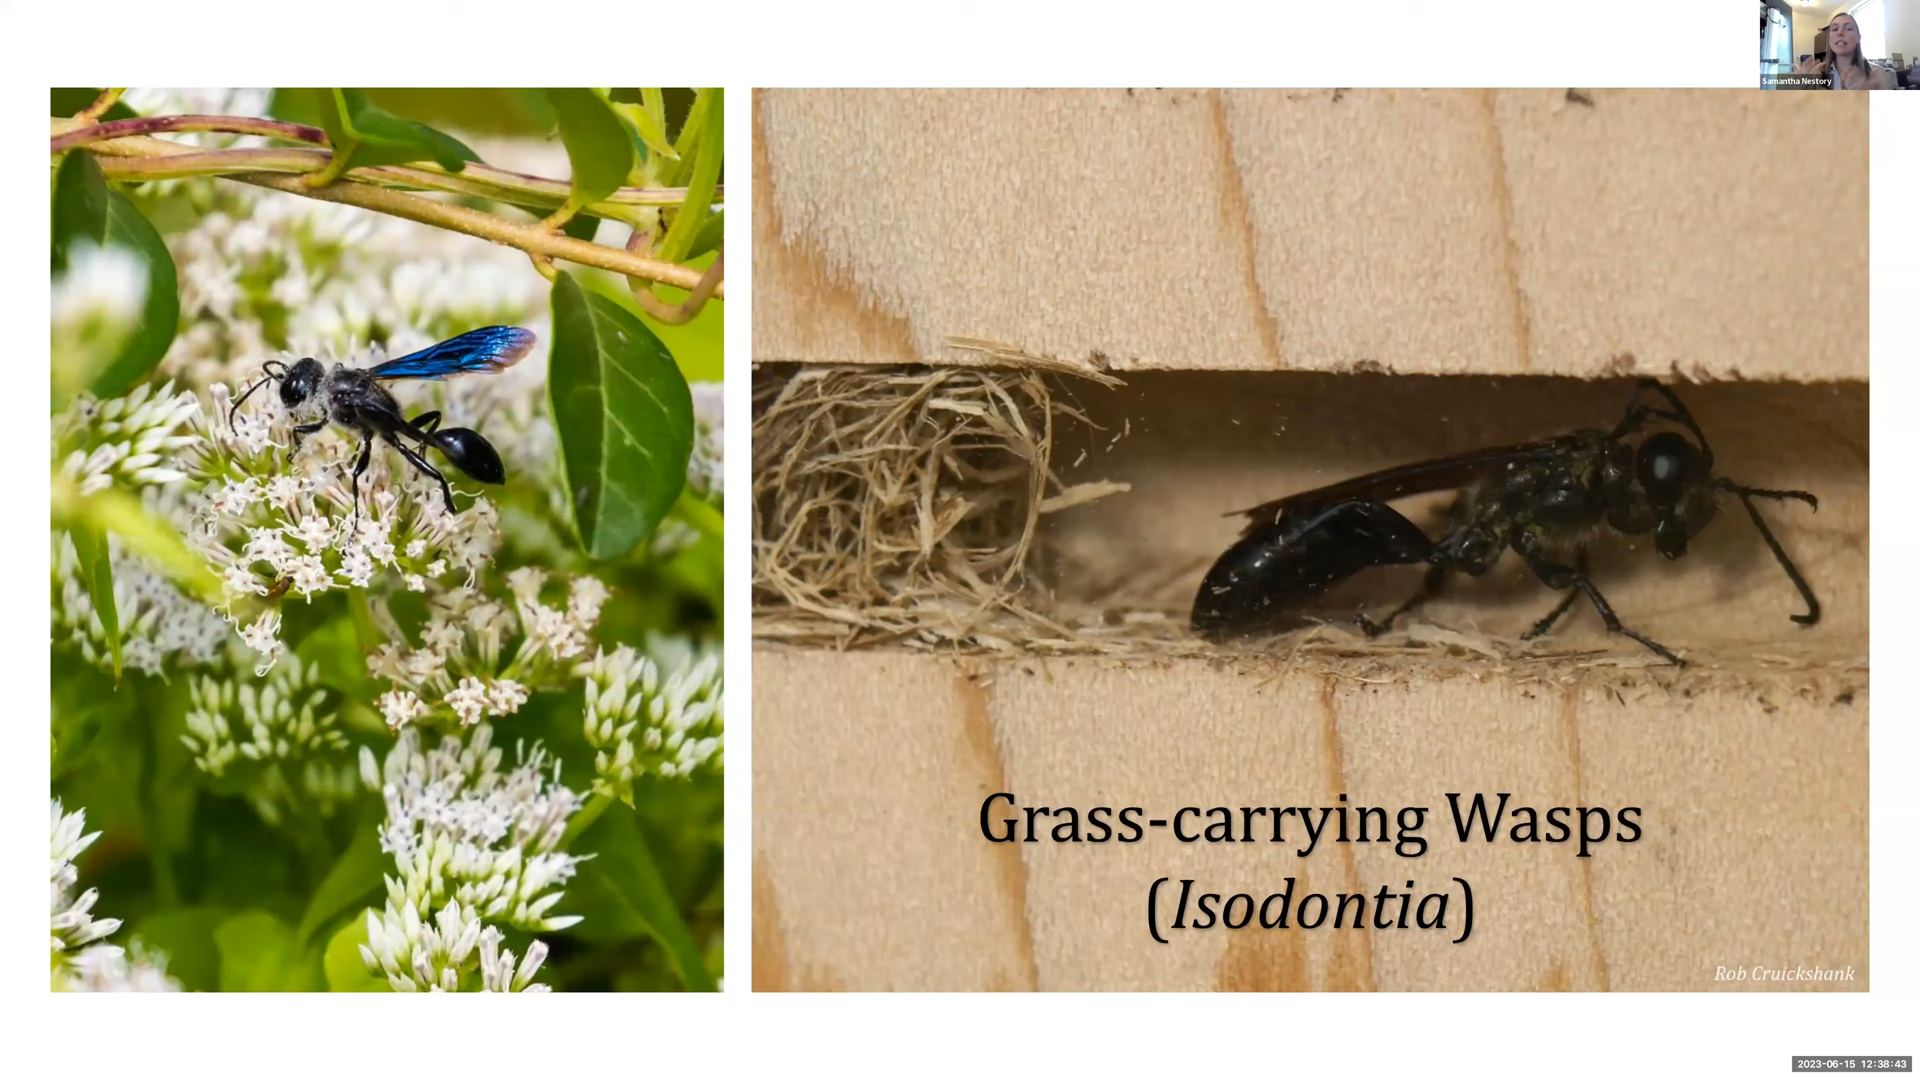 Samantha Nestory
Grass-carrying Wasps
(Isodontia)
Rob Cruickshank
2023-06-15 12:38:43